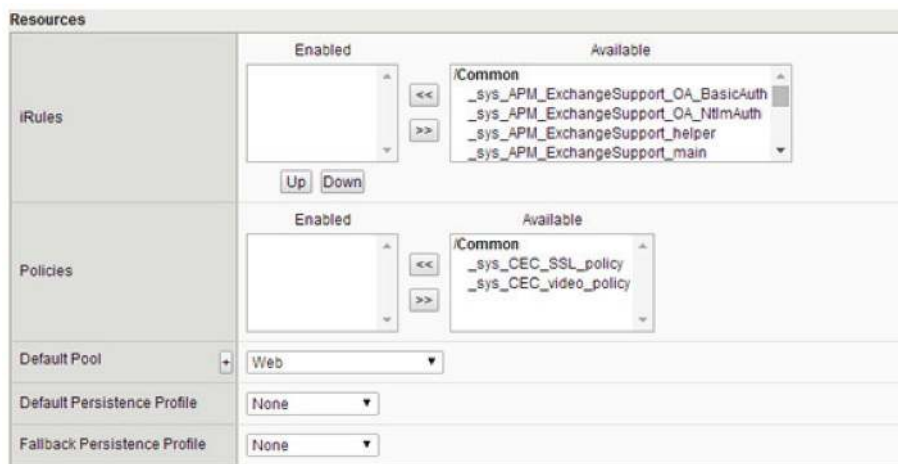 Resources
iRules
Enabled
Available
<<
>>
/Common
_sys_APM_ExchangeSupport_OA_BasicAuth
_sys_APM_ExchangeSupport_OA_NtlmAuth
_sys_APM_ExchangeSupport_helper
_sys_APM_ExchangeSupport_main
Up Down
Policies
Enabled
Available
<<
>>
/Common
_sys_CEC_SSL_policy
_sys_CEC_video_policy
Default Pool + Web
Default Persistence Profile None
Fallback Persistence Profile None